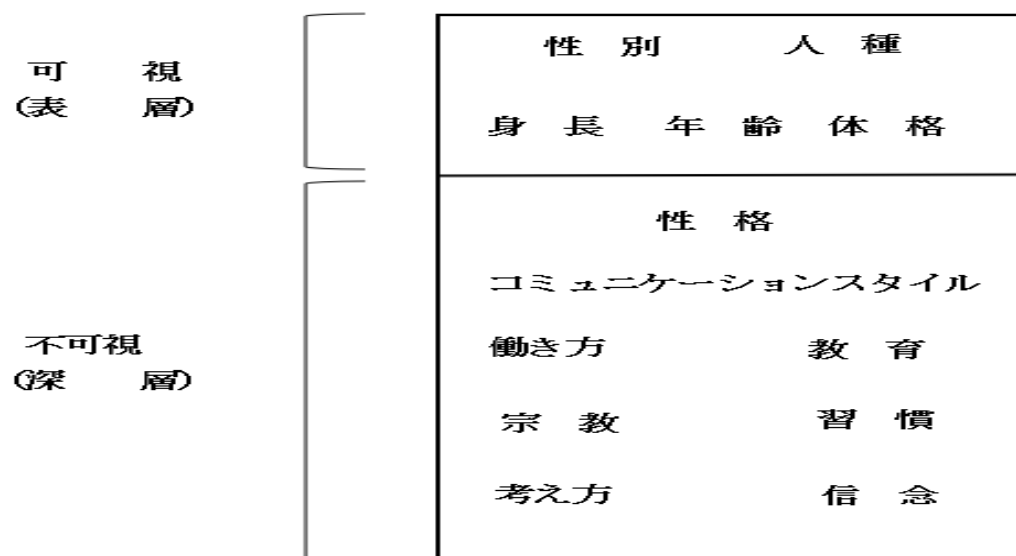 可視
(表層)
性別 人種
身長 年齢 体格
不可視
(深層)
性格
コミュニケーションスタイル
働き方 教育
宗教 習慣
考え方 信念